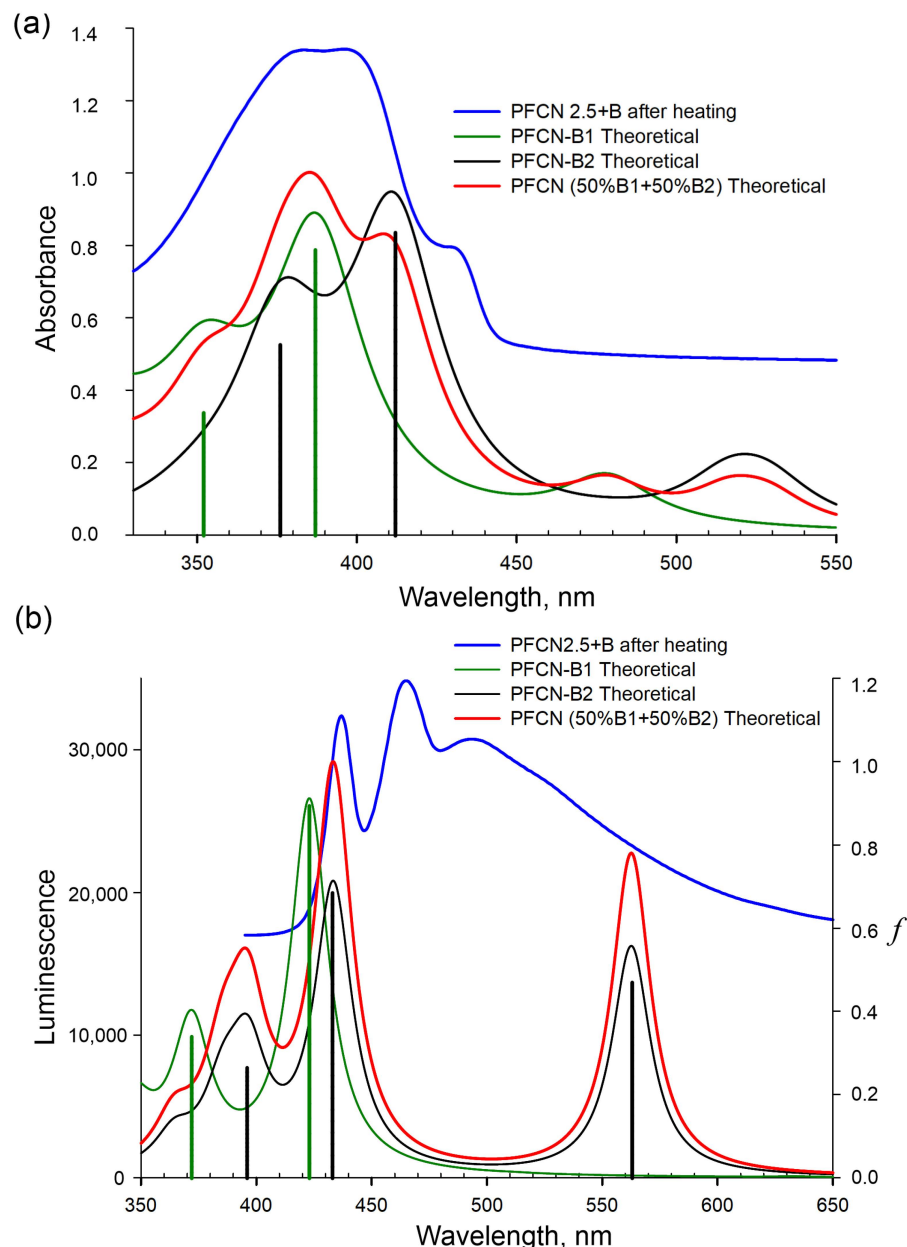 (a)
1.4
1.2
1.0
0.8
0.6
0.4
0.2
0.0
Absorbance
PFCN 2.5+B after heating
PFCN-B1 Theoretical
PFCN-B2 Theoretical
PFCN (50%B1+50%B2) Theoretical
350
400
450
500
550
Wavelength, nm
(b)
PFCN2.5+B after heating
PFCN-B1 Theoretical
PFCN-B2 Theoretical
PFCN (50%B1+50%B2) Theoretical
30,000
20,000
10,000
0
Luminescence
1.2
1.0
0.8
0.6
0.4
0.2
0.0
f
350
400
450
500
550
600
650
Wavelength, nm